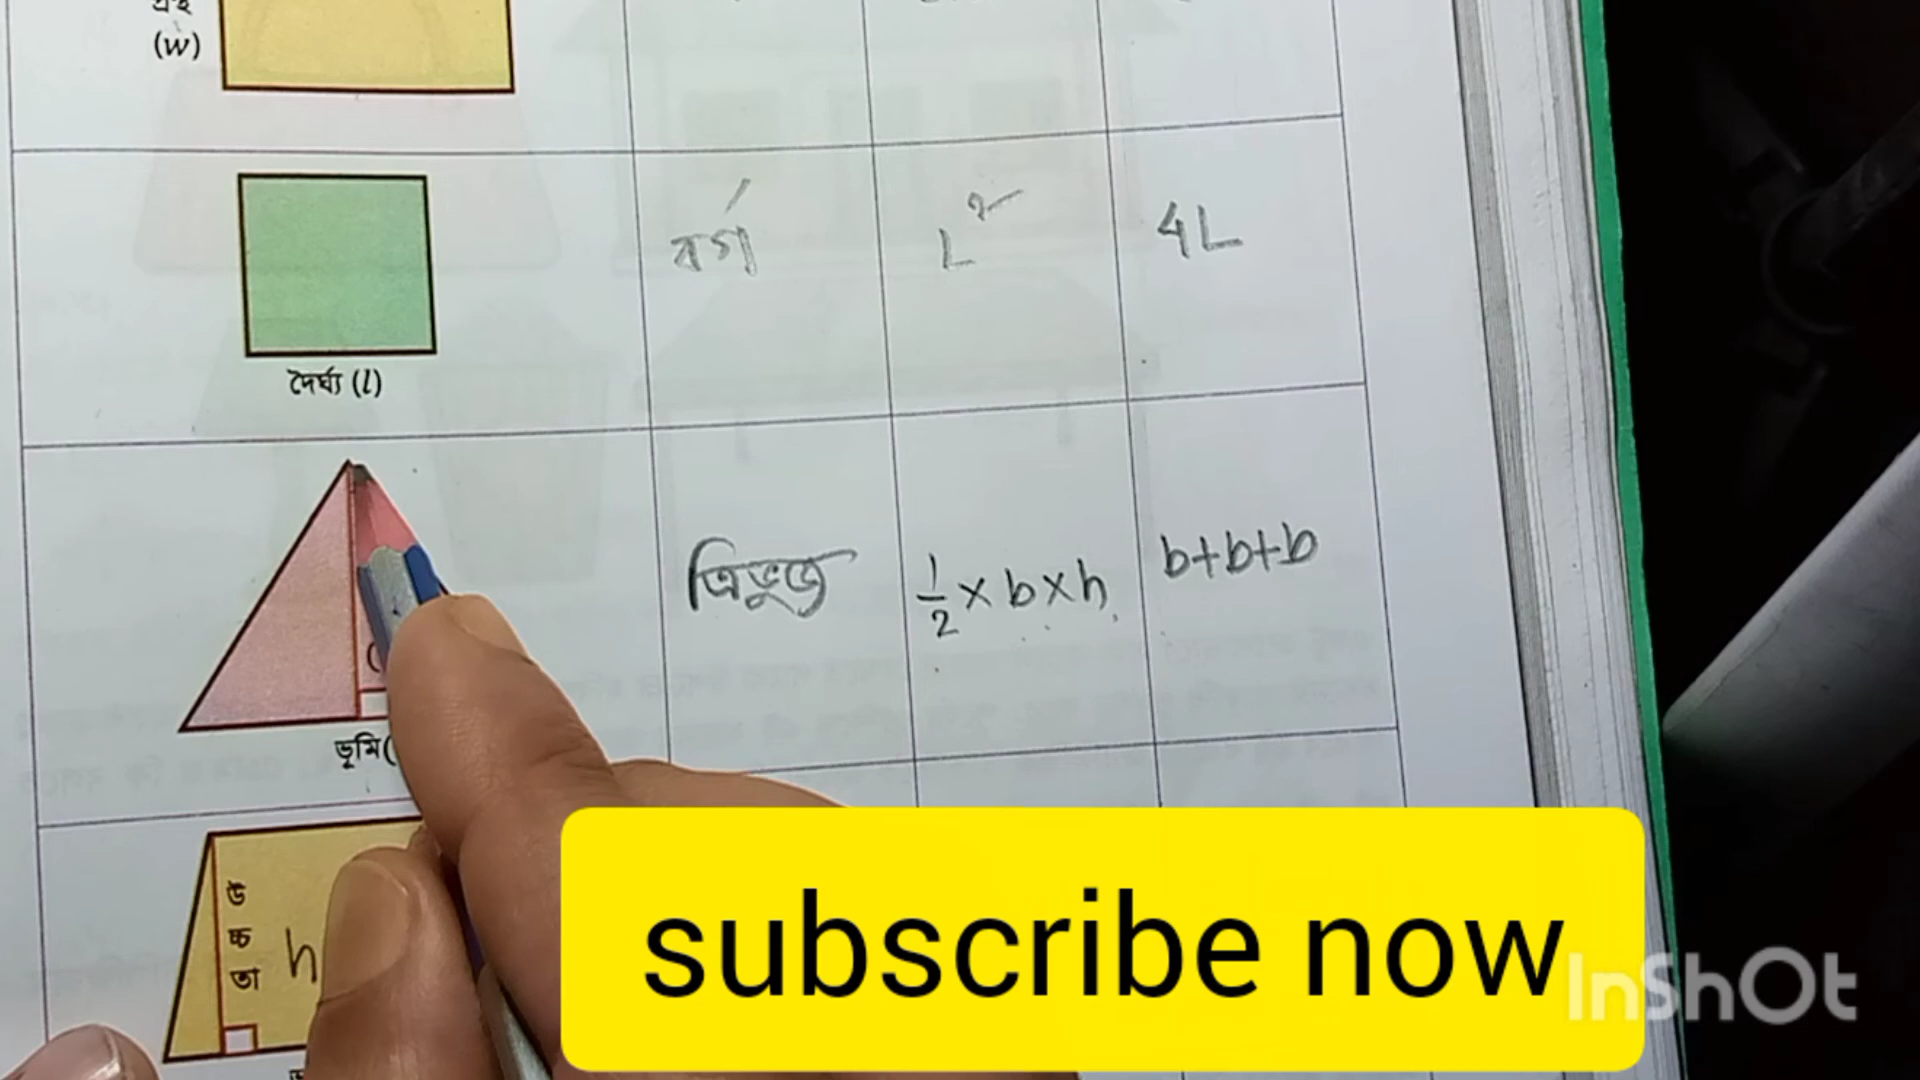 (w)
বর্গ
L²
4L
দৈর্ঘ্য (l)
ত্রিভুজ
1/2 × b × h
b+b+b
ভূমি(
উ
চ্চ
তা
h
subscribe now
InShOt